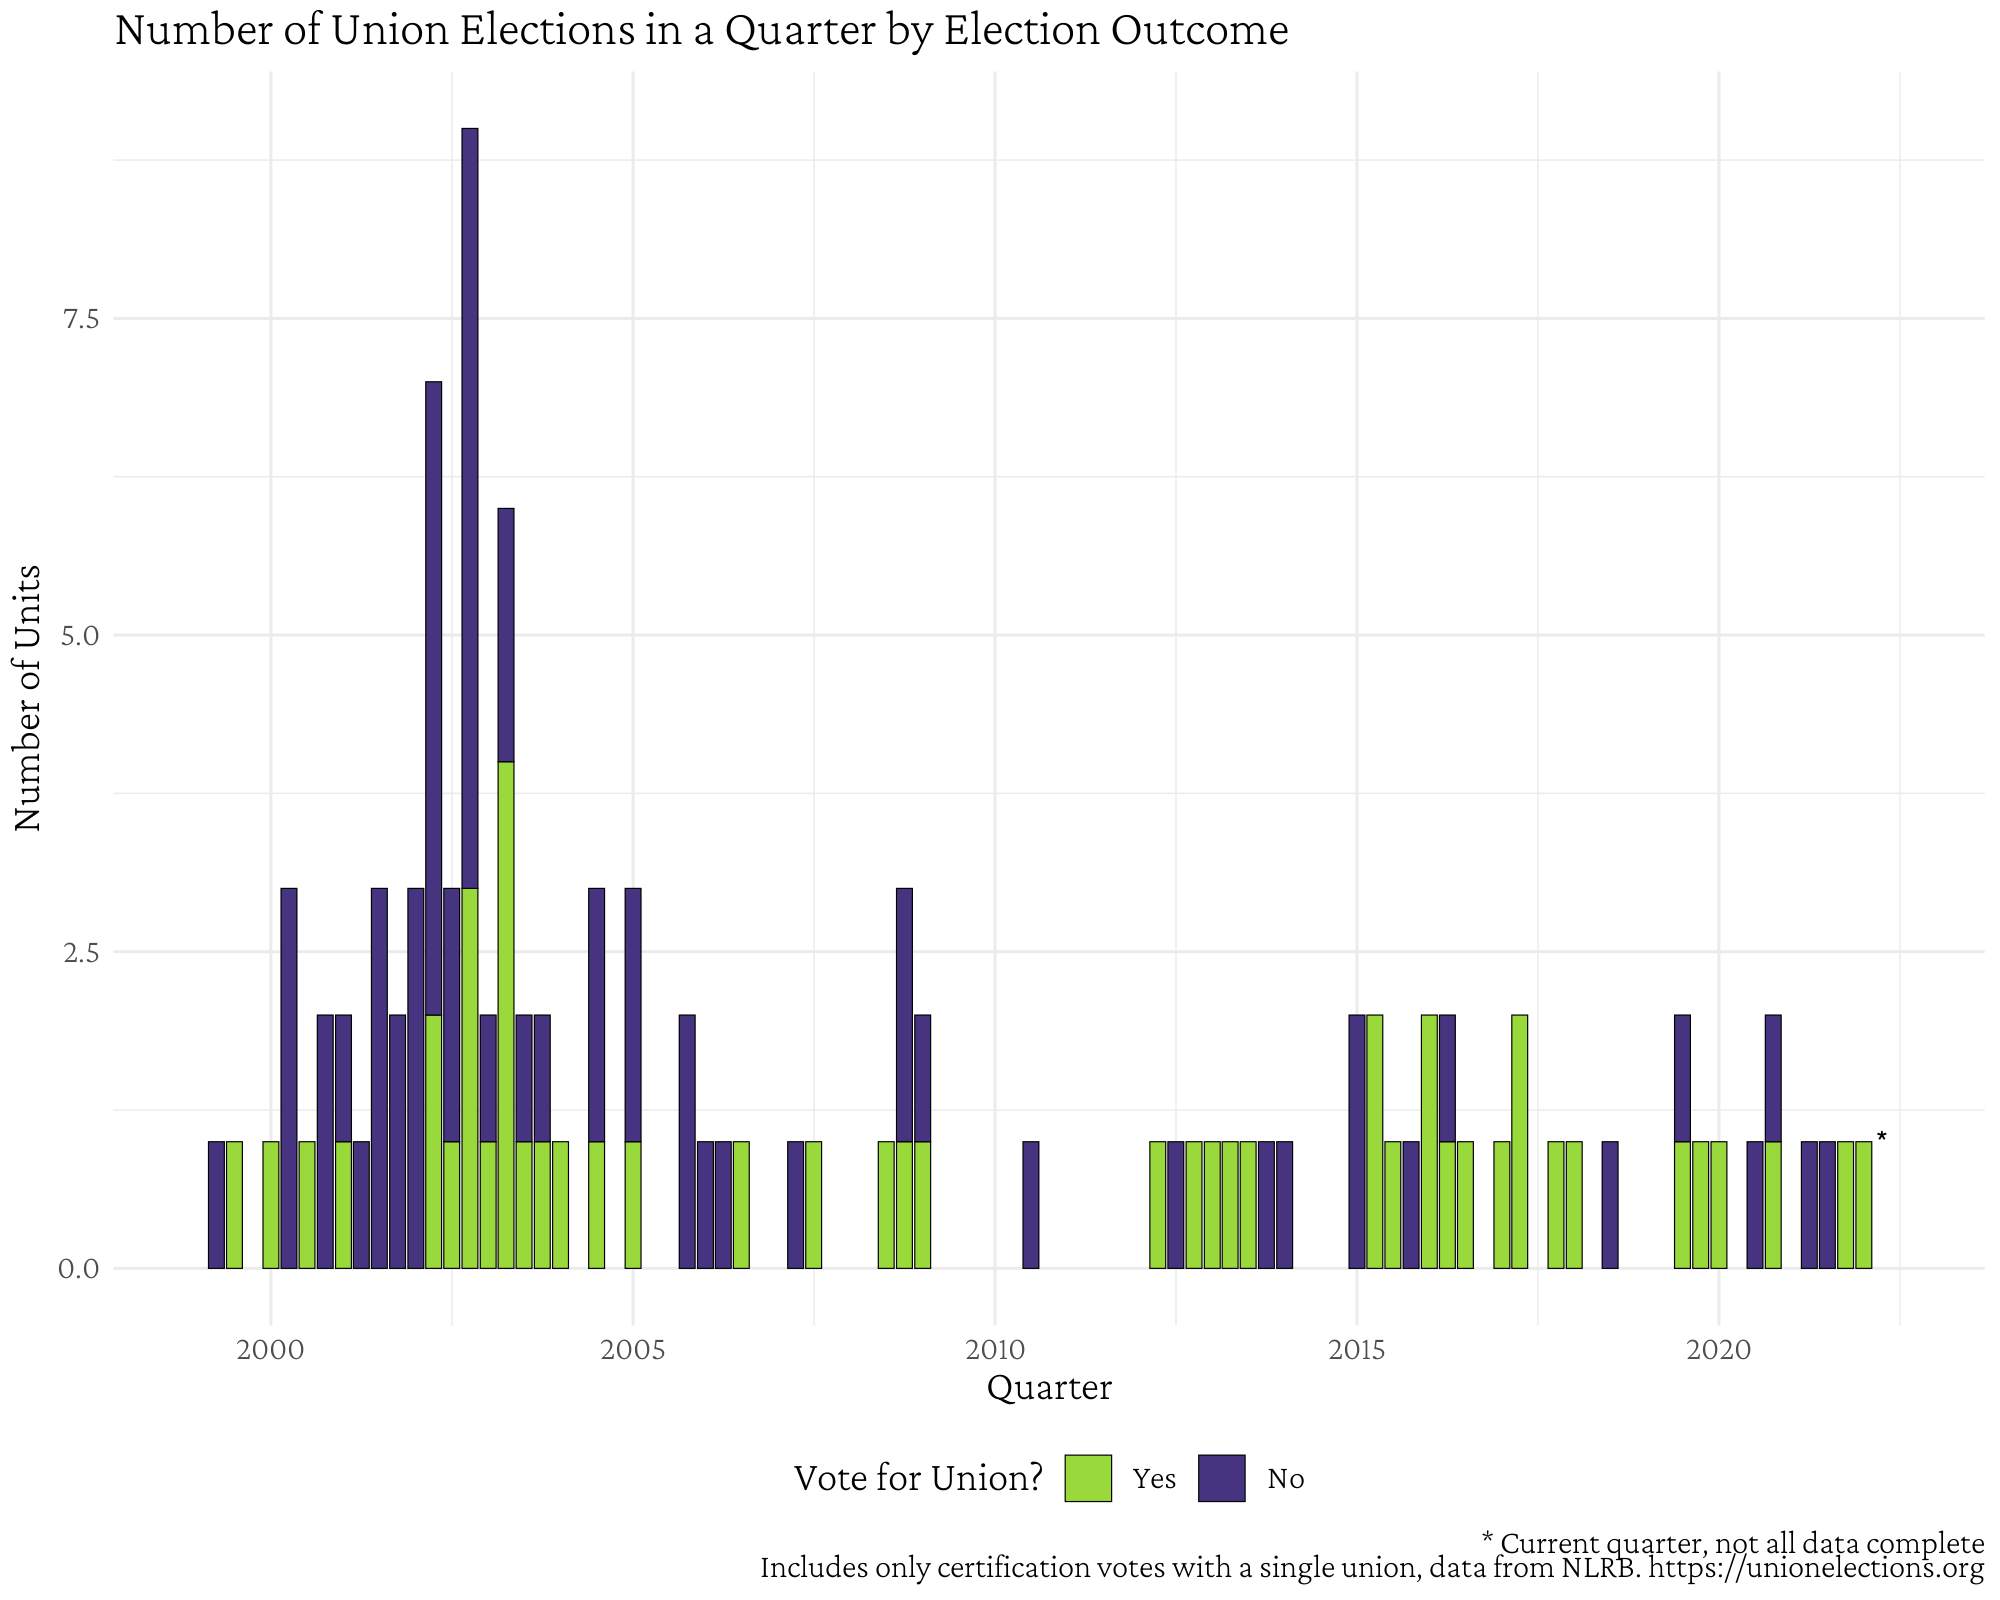 Number of Union Elections in a Quarter by Election Outcome
Number of Units
7.5
5.0
2.5
0.0
*
2000 2005 2010 2015 2020
Quarter
Vote for Union? Yes No
* Current quarter, not all data complete
Includes only certification votes with a single union, data from NLRB. https://unionelections.org